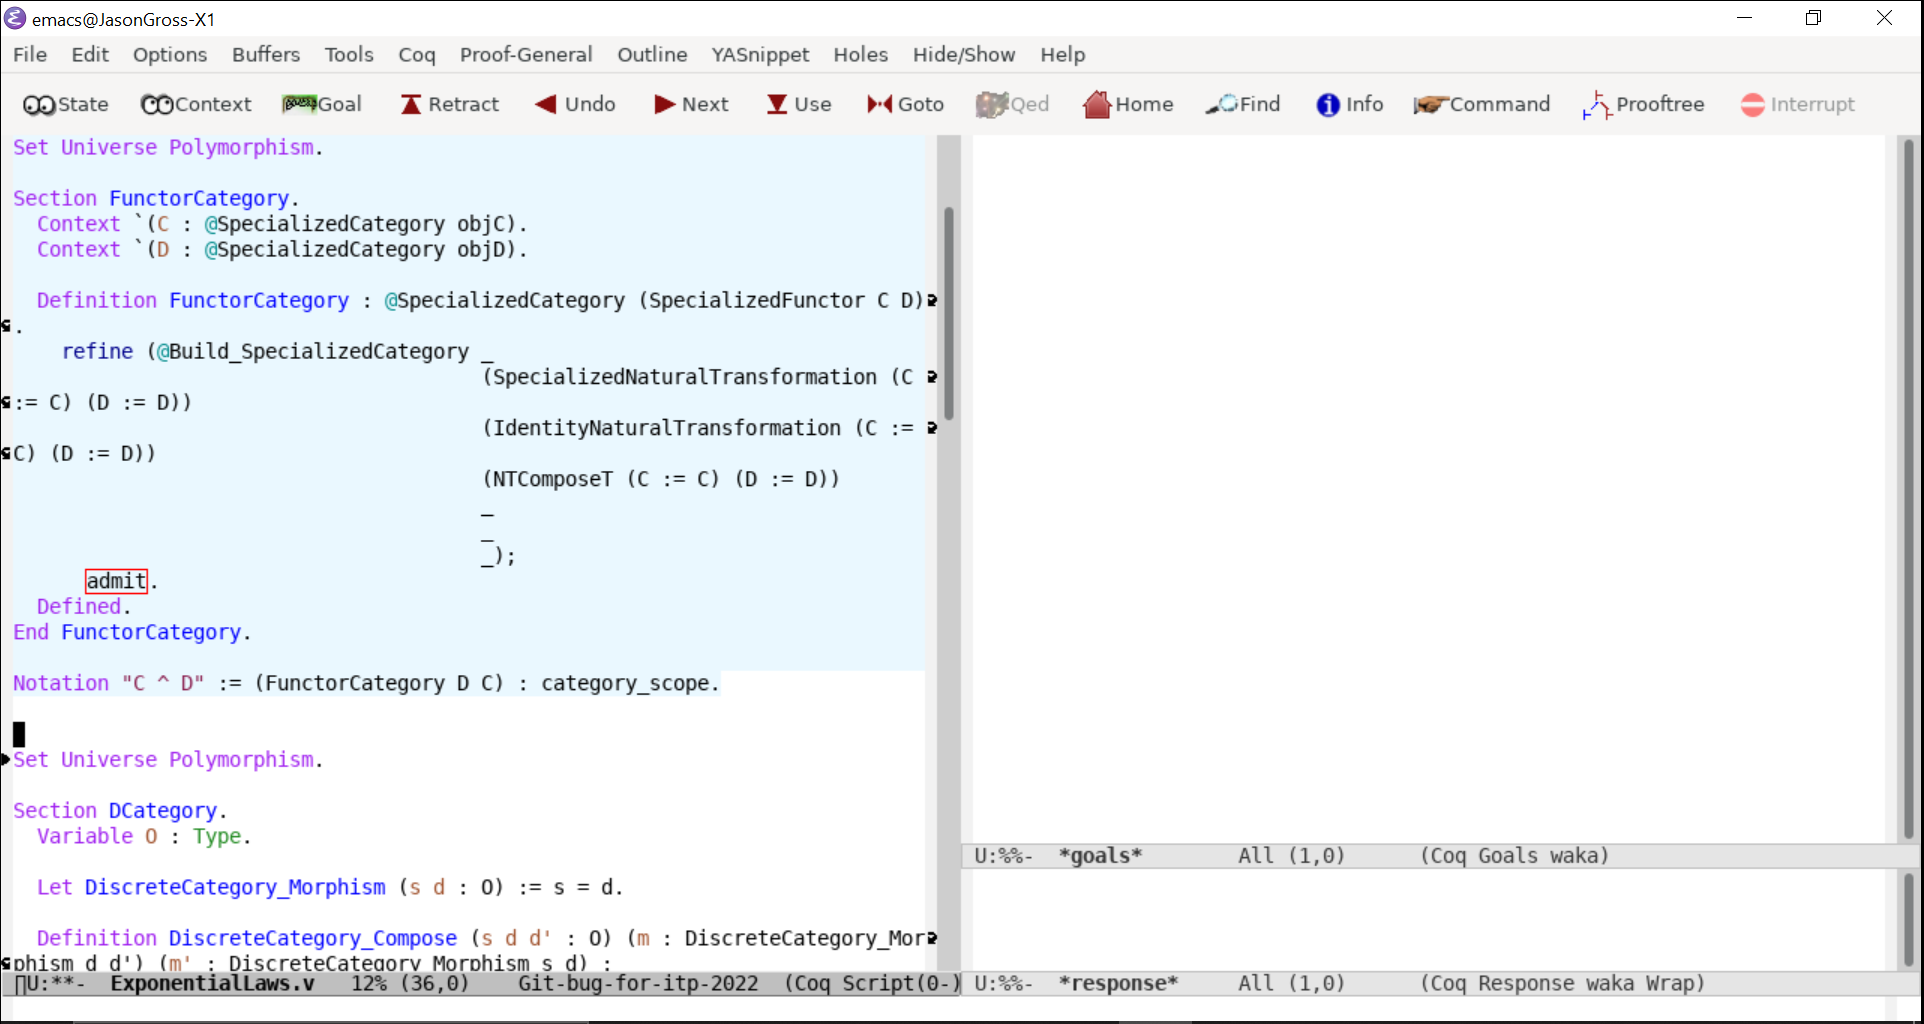 emacs@JasonGross-X1
File Edit Options Buffers Tools Coq Proof-General Outline YASnippet Holes Hide/Show Help
State Context Goal Retract Undo Next Use Goto Qed Home Find Info Command Prooftree Interrupt
Set Universe Polymorphism.
Section FunctorCategory.
Context `(C : @SpecializedCategory objC).
Context `(D : @SpecializedCategory objD).
Definition FunctorCategory : @SpecializedCategory (SpecializedFunctor C D)
.
refine (@Build_SpecializedCategory _
(SpecializedNaturalTransformation (C
:= C) (D := D))
(IdentityNaturalTransformation (C :=
C) (D := D))
(NTComposeT (C := C) (D := D))
_
_
_);
admit.
Defined.
End FunctorCategory.
Notation "C ^ D" := (FunctorCategory D C) : category_scope.
Set Universe Polymorphism.
Section DCategory.
Variable O : Type.
Let DiscreteCategory_Morphism (s d : O) := s = d.
Definition DiscreteCategory_Compose (s d d' : O) (m : DiscreteCategory_Mor
phism d d') (m' : DiscreteCategory_Morphism s d) :
U:**- ExponentialLaws.v 12% (36,0) Git-bug-for-itp-2022 (Coq Script(0-)
U:%%- *goals* All (1,0) (Coq Goals waka)
U:%%- *response* All (1,0) (Coq Response waka Wrap)